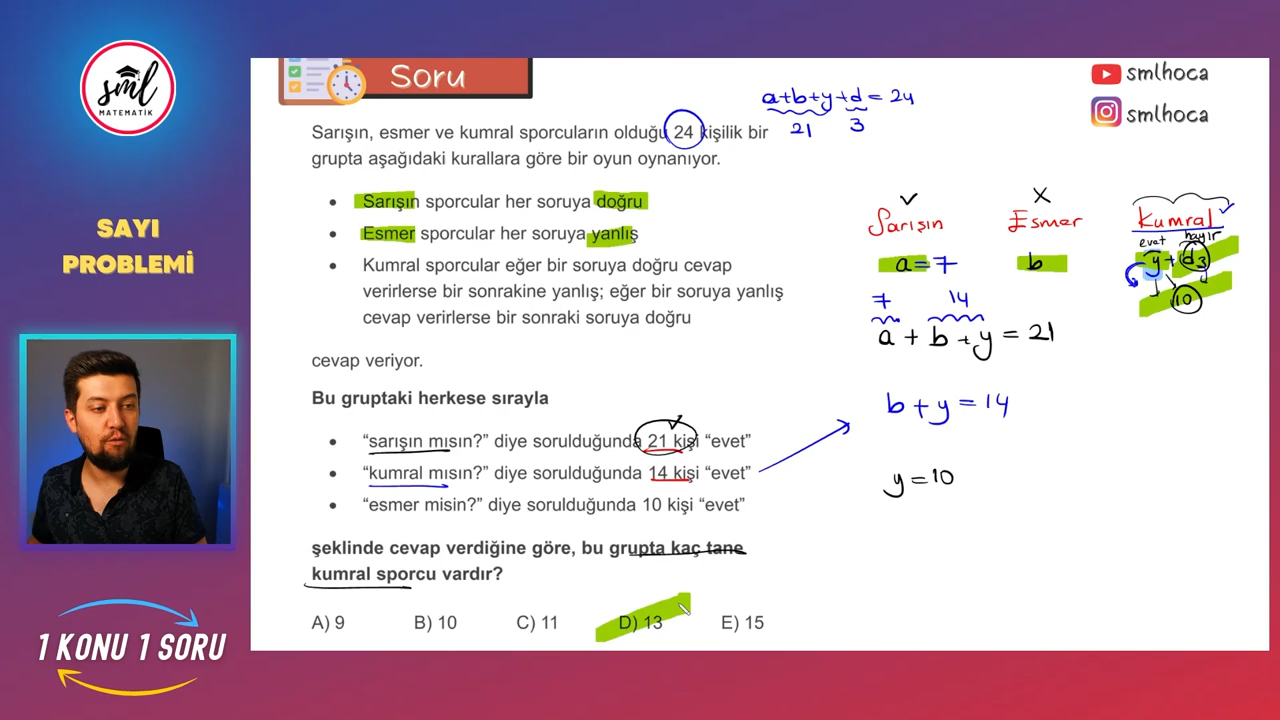 sml
MATEMATİK
SAYI
PROBLEMİ
1 KONU 1 SORU
Soru
a+b+y+d = 24
21 3
smlhoca
smlhoca
Sarışın, esmer ve kumral sporcuların olduğu 24 kişilik bir
grupta aşağıdaki kurallara göre bir oyun oynanıyor.
• Sarışın sporcular her soruya doğru
• Esmer sporcular her soruya yanlış
• Kumral sporcular eğer bir soruya doğru cevap
verirlerse bir sonrakine yanlış; eğer bir soruya yanlış
cevap verirlerse bir sonraki soruya doğru
cevap veriyor.
Bu gruptaki herkese sırayla
• “sarışın mısın?” diye sorulduğunda 21 kişi “evet”
• “kumral mısın?” diye sorulduğunda 14 kişi “evet”
• “esmer misin?” diye sorulduğunda 10 kişi “evet”
şeklinde cevap verdiğine göre, bu grupta kaç tane
kumral sporcu vardır?
A) 9 B) 10 C) 11 D) 13 E) 15
✓ X
Sarışın Esmer Kumral ✓
evet hayır
a = 7 b y + d 3
10
7 14
a + b + y = 21
b + y = 14
y = 10